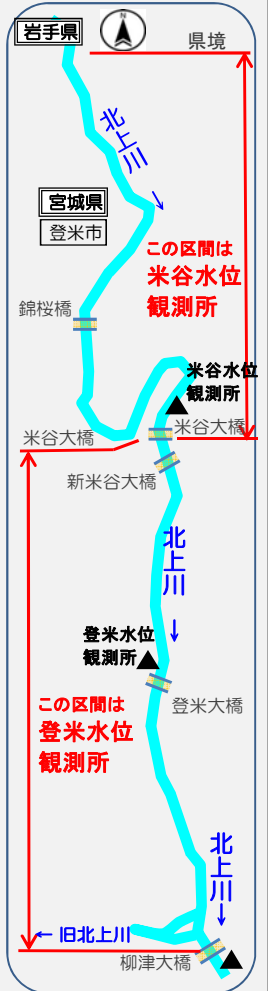 N
岩手県
県境
北上川
→
宮城県
登米市
この区間は
米谷水位
観測所
錦桜橋
米谷水位
観測所
米谷大橋
米谷大橋
新米谷大橋
北上川
→
登米水位
観測所
登米大橋
この区間は
登米水位
観測所
北上川
→
← 旧北上川
柳津大橋